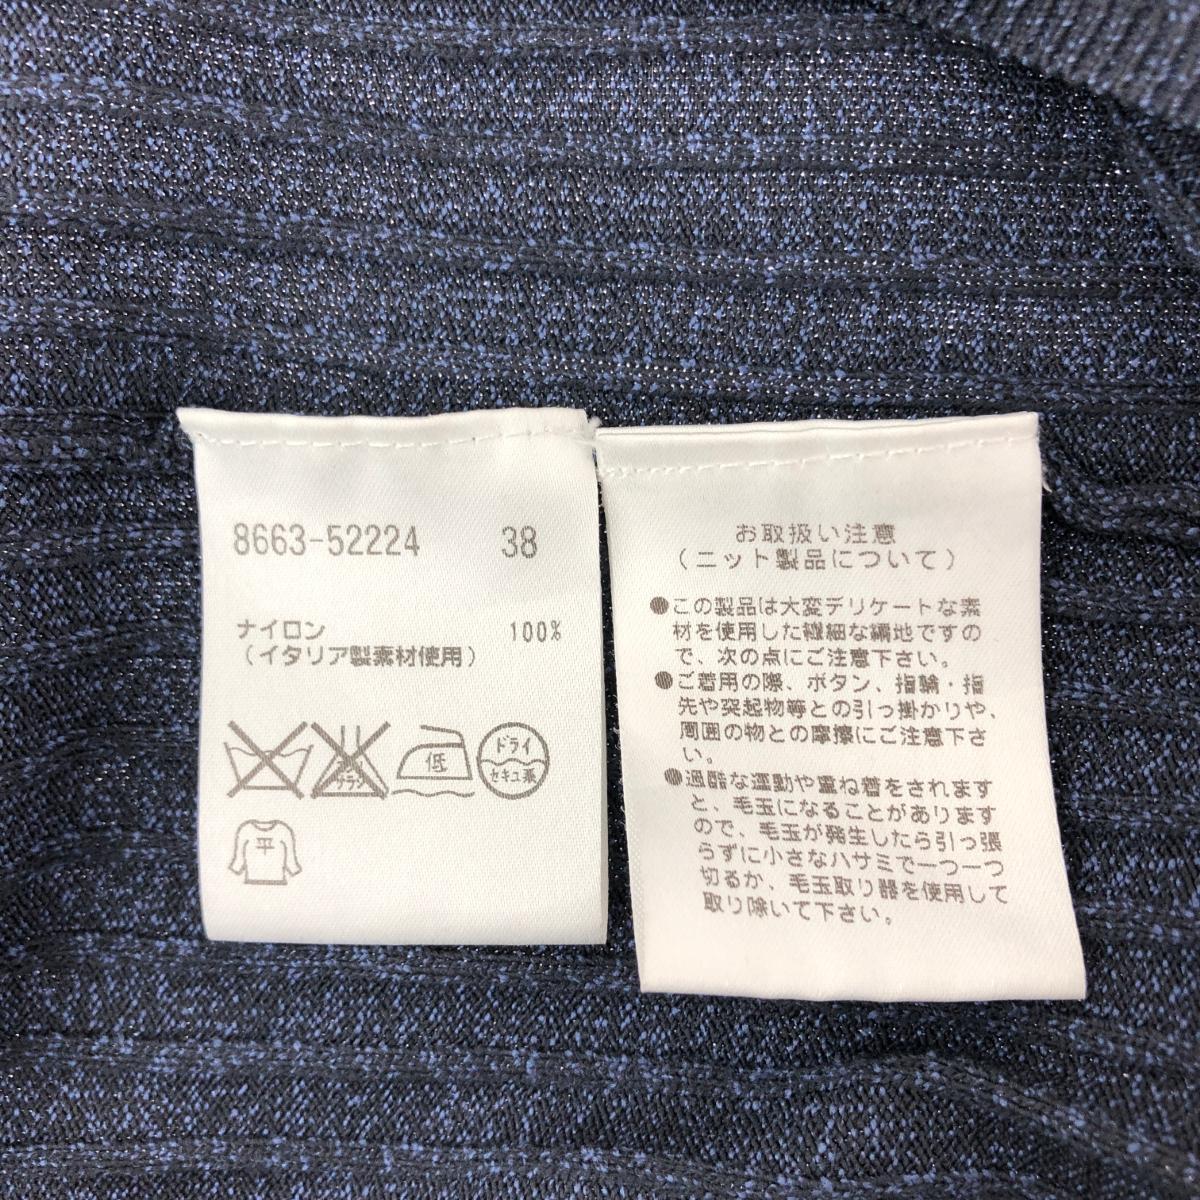 8663-52224 38
ナイロン 100%
(イタリア製素材使用)
エンソ
サラシ
低
ドライ
セキユ系
平
お取扱い注意
(ニット製品について)
●この製品は大変デリケートな素
材を使用した繊細な編地ですの
で、次の点にご注意下さい。
●ご着用の際、ボタン、指輪・指
先や突起物等との引っ掛かりや、
周囲の物との摩擦にご注意下さ
い。
●過酷な運動や重ね着をされます
と、毛玉になることがあります
ので、毛玉が発生したら引っ張
らずに小さなハサミで一つ一つ
切るか、毛玉取り器を使用して
取り除いて下さい。